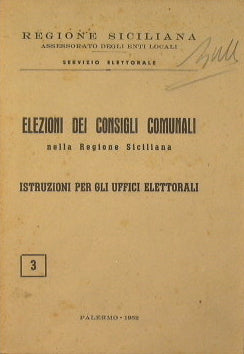 REGIONE SICILIANA
ASSESSORATO DEGLI ENTI LOCALI
SERVIZIO ELETTORALE
ELEZIONI DEI CONSIGLI COMUNALI
nella Regione Siciliana
ISTRUZIONI PER GLI UFFICI ELETTORALI
3
PALERMO - 1952